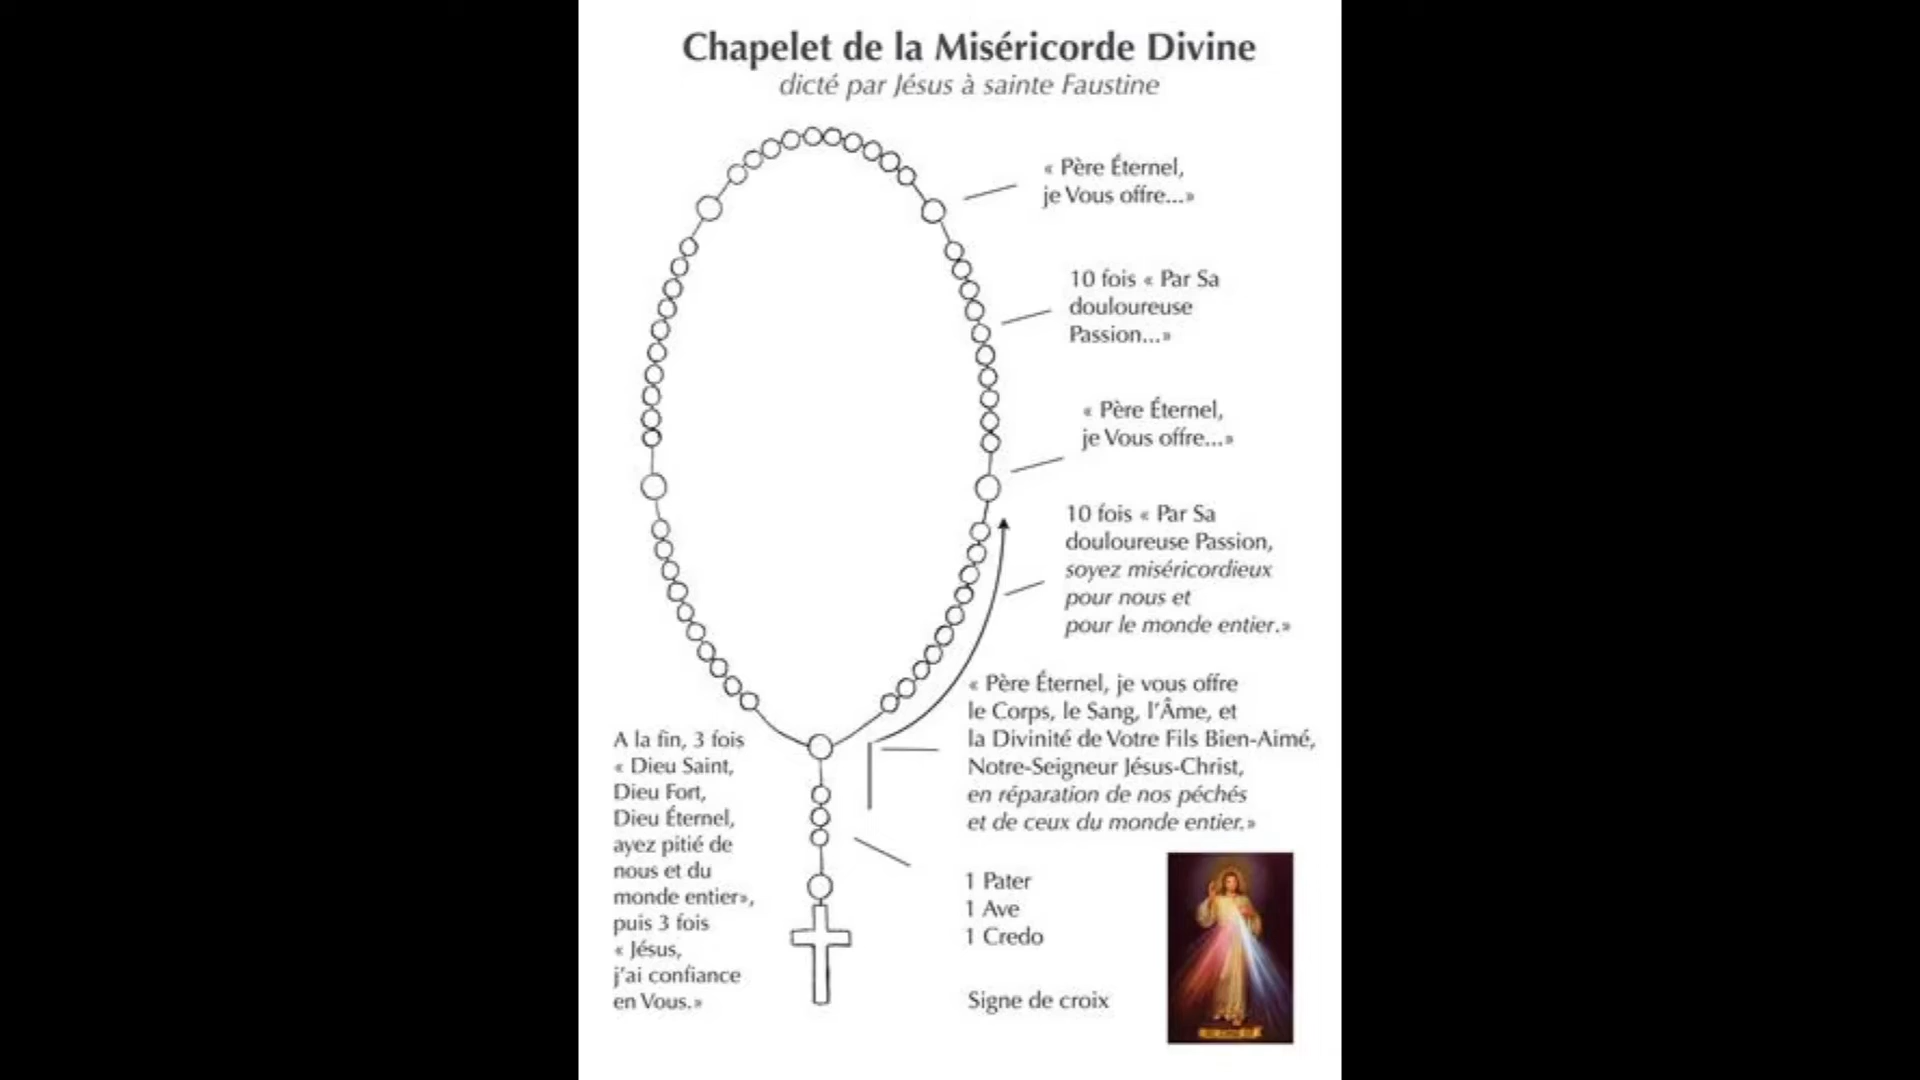 Chapelet de la Miséricorde Divine
dicté par Jésus à sainte Faustine
« Père Éternel,
je Vous offre...»
10 fois « Par Sa
douloureuse
Passion...»
« Père Éternel,
je Vous offre...»
10 fois « Par Sa
douloureuse Passion,
soyez miséricordieux
pour nous et
pour le monde entier.»
« Père Éternel, je vous offre
le Corps, le Sang, l’Âme, et
la Divinité de Votre Fils Bien-Aimé,
Notre-Seigneur Jésus-Christ,
en réparation de nos péchés
et de ceux du monde entier.»
A la fin, 3 fois
« Dieu Saint,
Dieu Fort,
Dieu Éternel,
ayez pitié de
nous et du
monde entier»,
puis 3 fois
« Jésus,
j’ai confiance
en Vous.»
1 Pater
1 Ave
1 Credo
Signe de croix